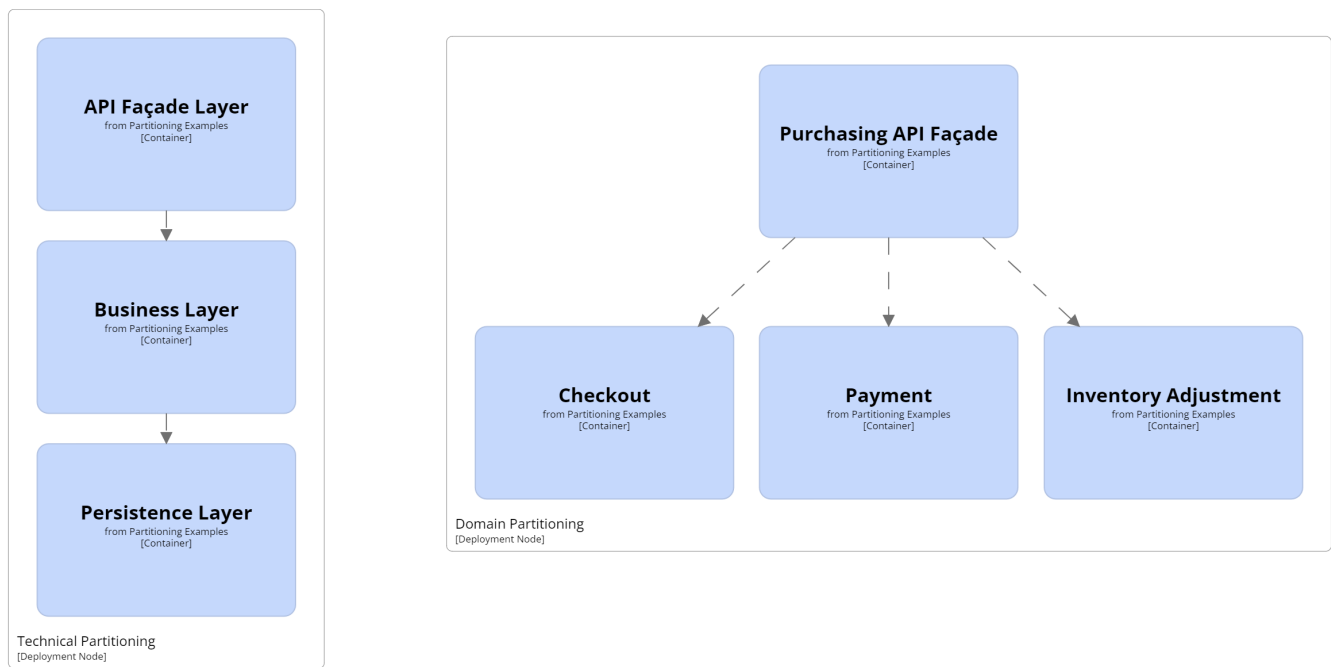 API Façade Layer
from Partitioning Examples
[Container]
Business Layer
from Partitioning Examples
[Container]
Persistence Layer
from Partitioning Examples
[Container]
Technical Partitioning
[Deployment Node]
Purchasing API Façade
from Partitioning Examples
[Container]
Checkout
from Partitioning Examples
[Container]
Payment
from Partitioning Examples
[Container]
Inventory Adjustment
from Partitioning Examples
[Container]
Domain Partitioning
[Deployment Node]